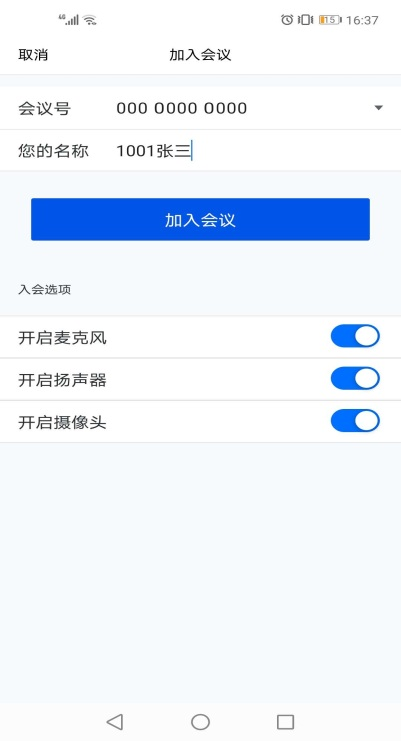 4G 15 16:37
取消 加入会议
会议号 000 0000 0000
您的名称 1001张三
加入会议
入会选项
开启麦克风
开启扬声器
开启摄像头